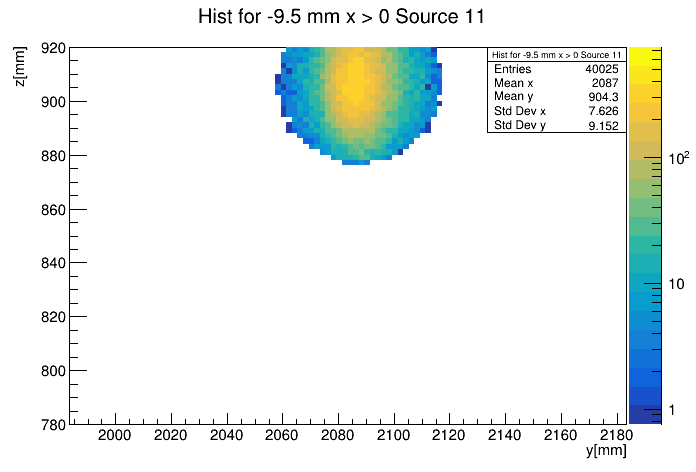 Hist for -9.5 mm x > 0 Source 11
z[mm]
920
900
880
860
840
820
800
780
2000
2020
2040
2060
2080
2100
2120
2140
2160
2180
y[mm]
Hist for -9.5 mm x > 0 Source 11
Entries 40025
Mean x 2087
Mean y 904.3
Std Dev x 7.626
Std Dev y 9.152
10²
10
1